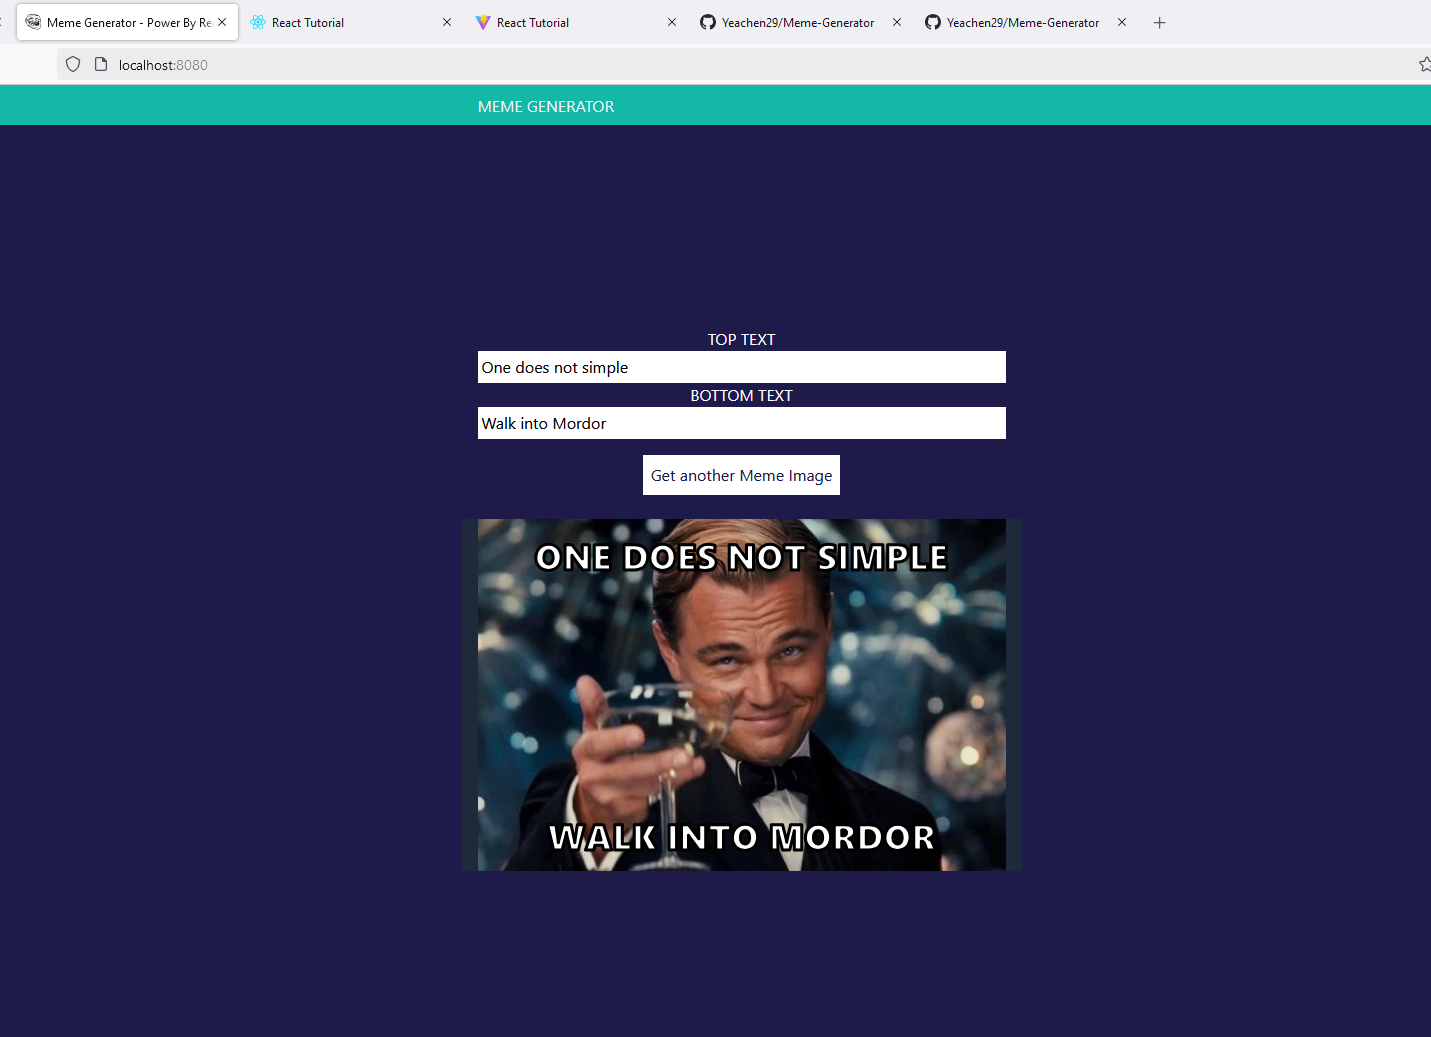 Meme Generator - Power By Re
React Tutorial
React Tutorial
Yeachen29/Meme-Generator
Yeachen29/Meme-Generator
localhost:8080
MEME GENERATOR
TOP TEXT
One does not simple
BOTTOM TEXT
Walk into Mordor
Get another Meme Image
ONE DOES NOT SIMPLE
WALK INTO MORDOR